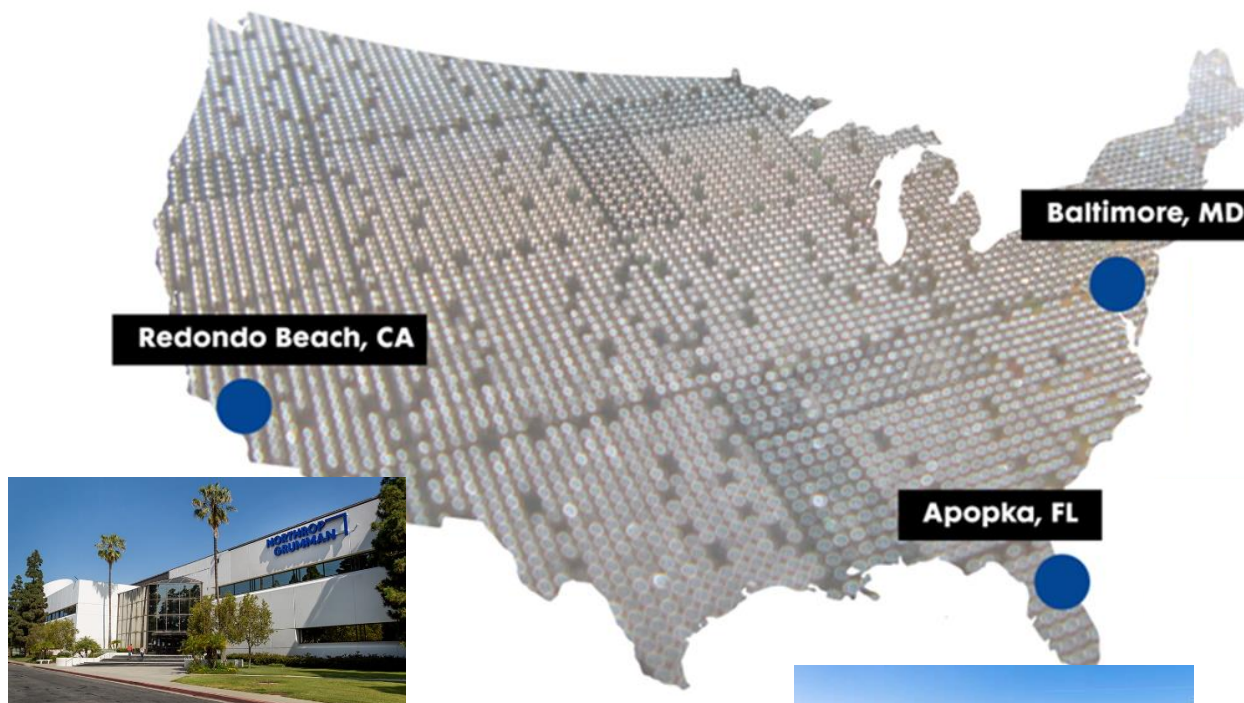 Baltimore, MD
Redondo Beach, CA
Apopka, FL
NORTHROP
GRUMMAN